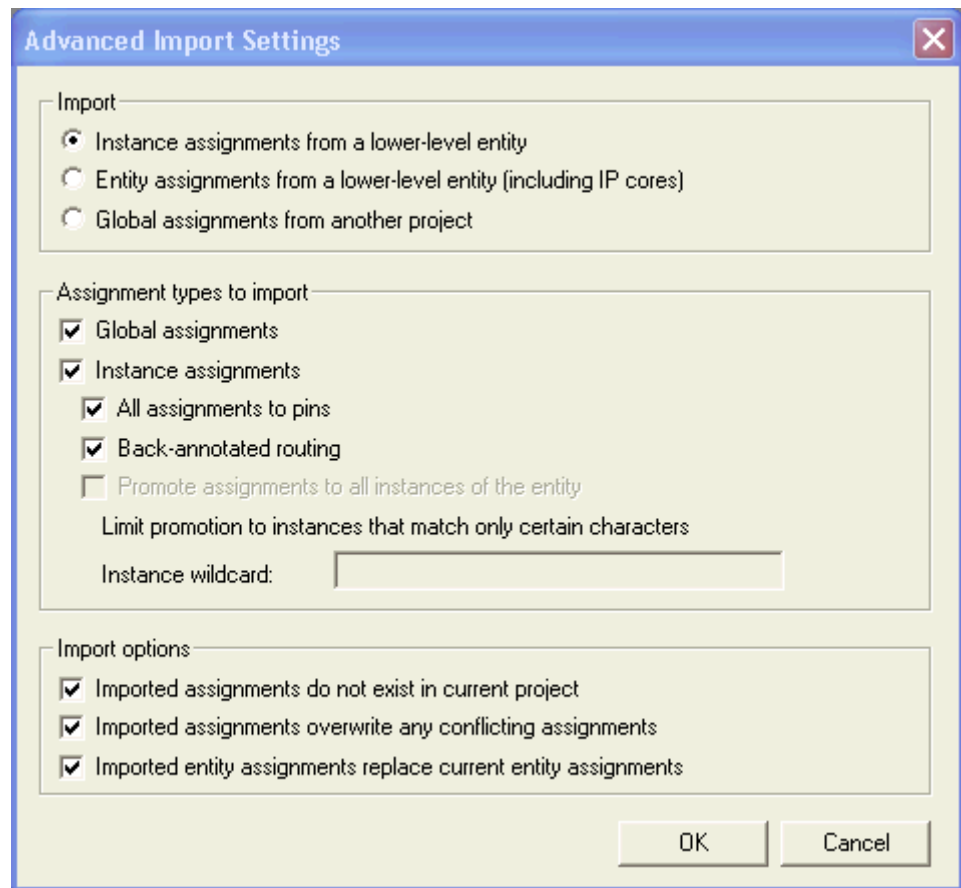 Advanced Import Settings
Import
Instance assignments from a lower-level entity
Entity assignments from a lower-level entity (including IP cores)
Global assignments from another project
Assignment types to import
Global assignments
Instance assignments
All assignments to pins
Back-annotated routing
Promote assignments to all instances of the entity
Limit promotion to instances that match only certain characters
Instance wildcard:
Import options
Imported assignments do not exist in current project
Imported assignments overwrite any conflicting assignments
Imported entity assignments replace current entity assignments
OK Cancel